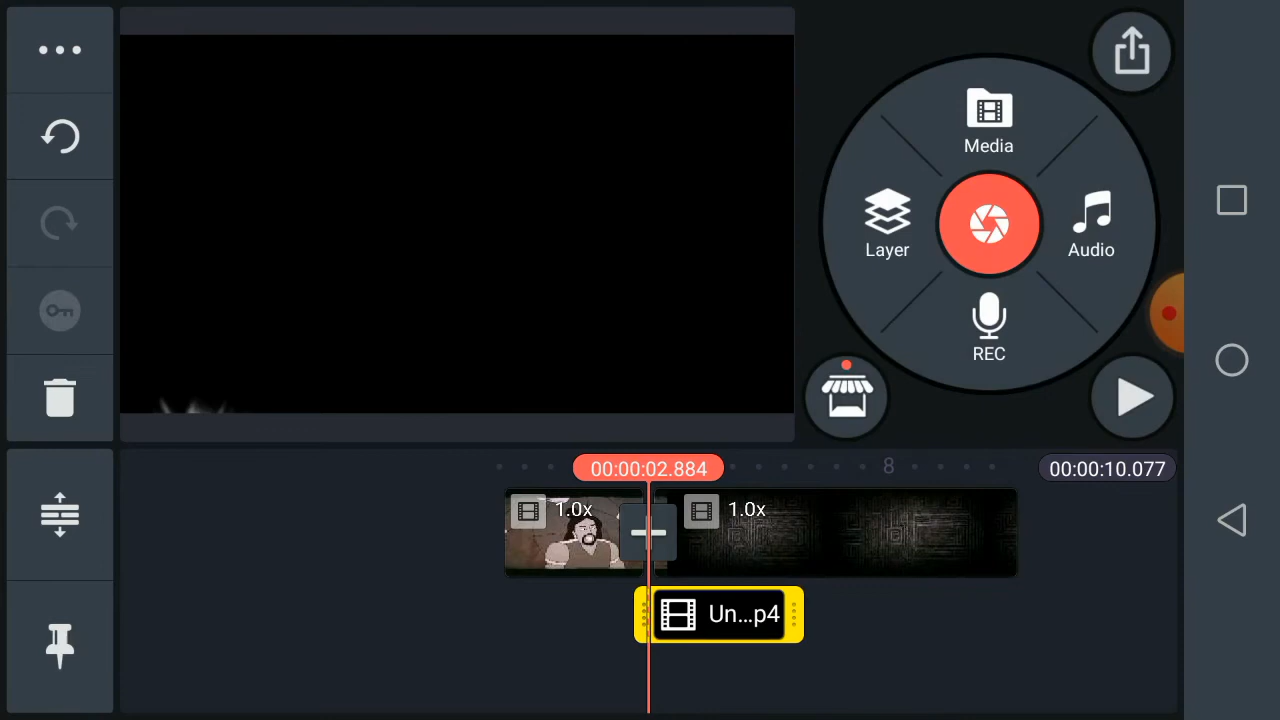 Media
Layer
Audio
REC
00:00:02.884
8
00:00:10.077
1.0x
1.0x
Un...p4